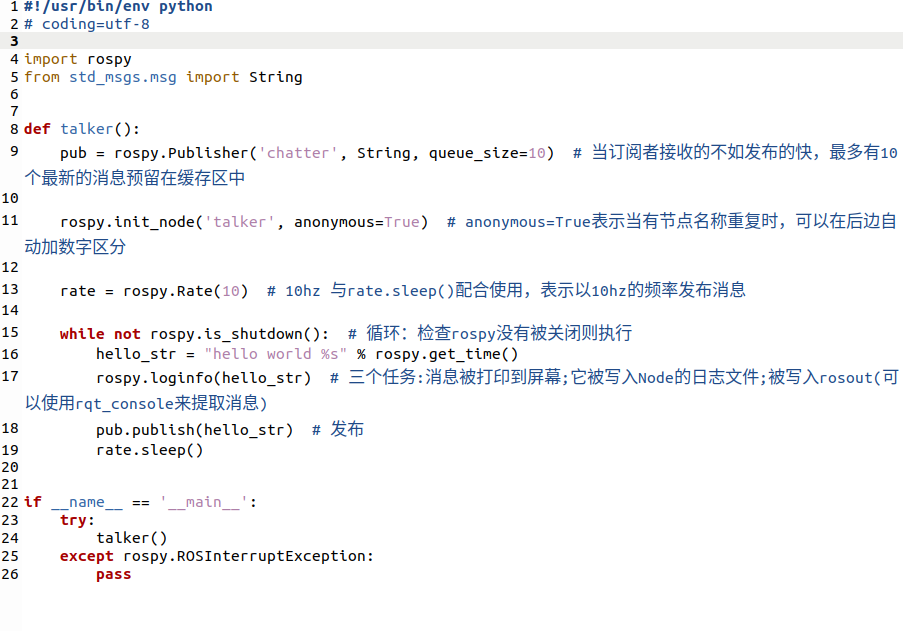 1 #!/usr/bin/env python
2 # coding=utf-8
3
4 import rospy
5 from std_msgs.msg import String
6
7
8 def talker():
9     pub = rospy.Publisher('chatter', String, queue_size=10)  # 当订阅者接收的不如发布的快，最多有10
个最新的消息预留在缓存区中
10
11     rospy.init_node('talker', anonymous=True)  # anonymous=True表示当有节点名称重复时，可以在后边自
动加数字区分
12
13     rate = rospy.Rate(10)  # 10hz 与rate.sleep()配合使用，表示以10hz的频率发布消息
14
15     while not rospy.is_shutdown():  # 循环：检查rospy没有被关闭则执行
16         hello_str = "hello world %s" % rospy.get_time()
17         rospy.loginfo(hello_str)  # 三个任务:消息被打印到屏幕;它被写入Node的日志文件;被写入rosout(可
以使用rqt_console来提取消息)
18         pub.publish(hello_str)  # 发布
19         rate.sleep()
20
21
22 if __name__ == '__main__':
23     try:
24         talker()
25     except rospy.ROSInterruptException:
26         pass